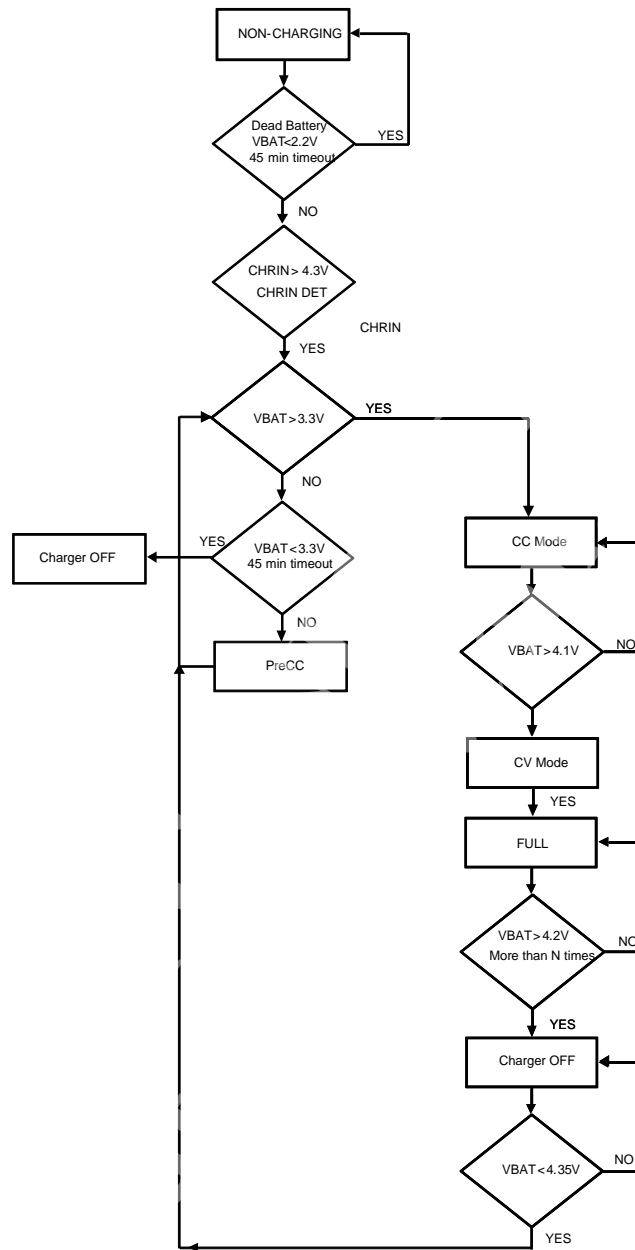 NON-CHARGING
Dead Battery
VBAT<2.2V
45 min timeout
YES
NO
CHRIN > 4.3V
CHRIN DET
CHRIN
YES
VBAT > 3.3V
YES
NO
CC Mode
VBAT < 3.3V
45 min timeout
YES
Charger OFF
NO
PreCC
VBAT > 4.1V
NO
CV Mode
YES
FULL
VBAT > 4.2V
More than N times
NO
YES
Charger OFF
VBAT < 4.35V
NO
YES